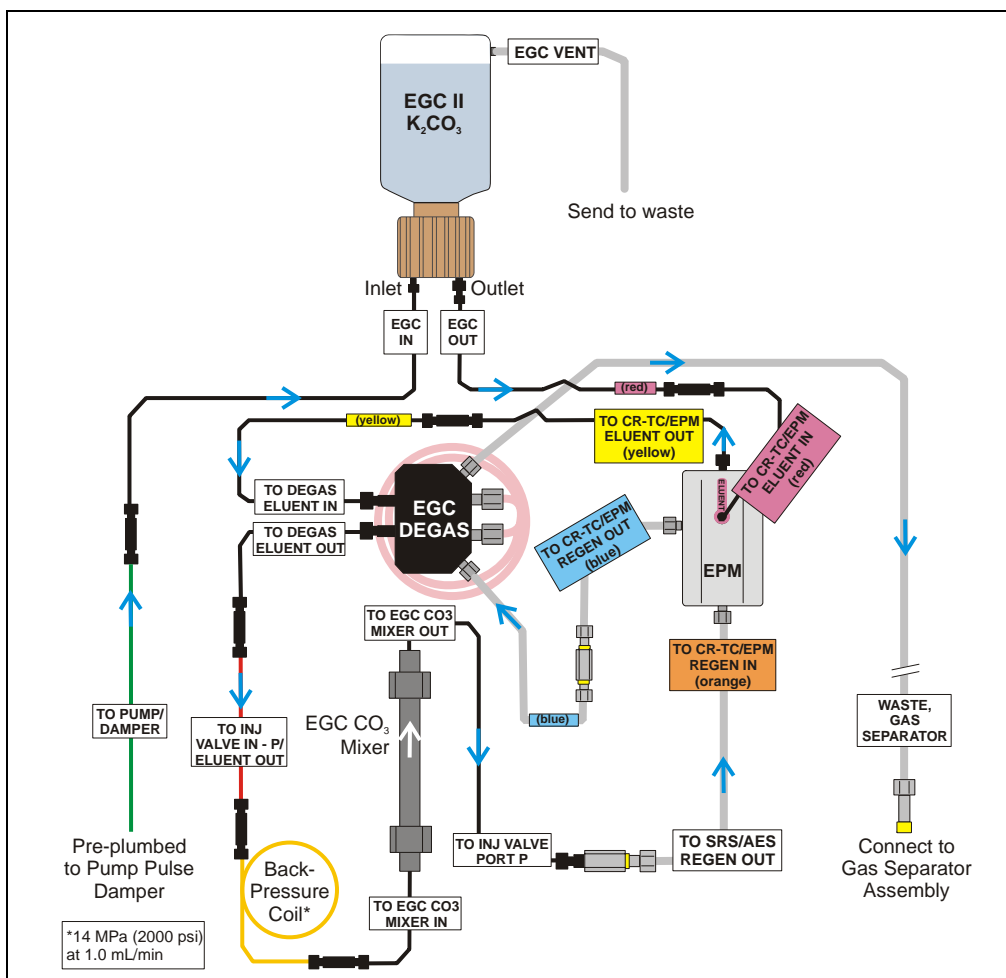 EGC VENT
EGC II
K₂CO₃
Send to waste
Inlet
Outlet
EGC
IN
EGC
OUT
(red)
(yellow)
TO CR-TC/EPM
ELUENT OUT
(yellow)
TO CR-TC/EPM
ELUENT IN
(red)
TO DEGAS
ELUENT IN
EGC
DEGAS
TO DEGAS
ELUENT OUT
TO CR-TC/EPM
REGEN OUT
(blue)
ELUENT
EPM
TO EGC CO3
MIXER OUT
TO CR-TC/EPM
REGEN IN
(orange)
TO PUMP/
DAMPER
TO INJ
VALVE IN - P/
ELUENT OUT
EGC CO₃
Mixer
(blue)
WASTE,
GAS
SEPARATOR
TO INJ VALVE
PORT P
TO SRS/AES
REGEN OUT
Pre-plumbed
to Pump Pulse
Damper
Back-
Pressure
Coil*
Connect to
Gas Separator
Assembly
TO EGC CO3
MIXER IN
*14 MPa (2000 psi)
at 1.0 mL/min